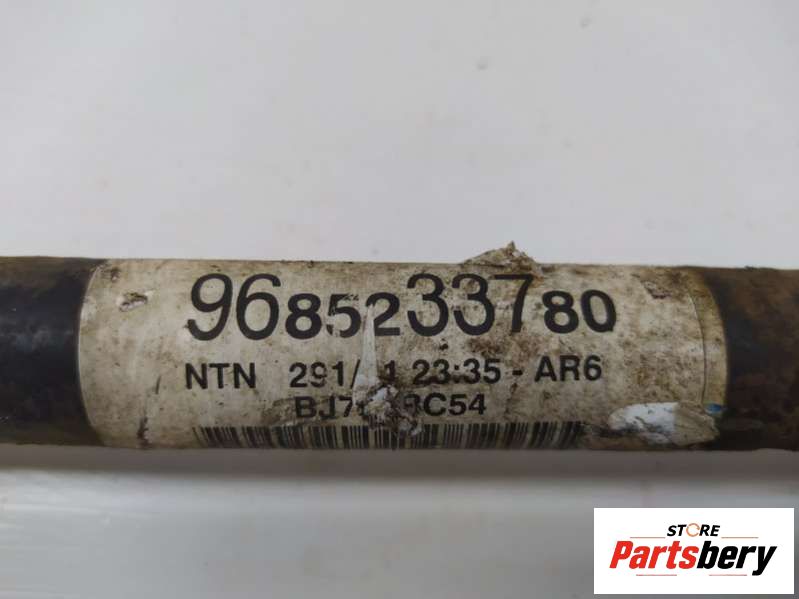 9685233780
NTN 23:35 - AR6
STORE
Partsbery